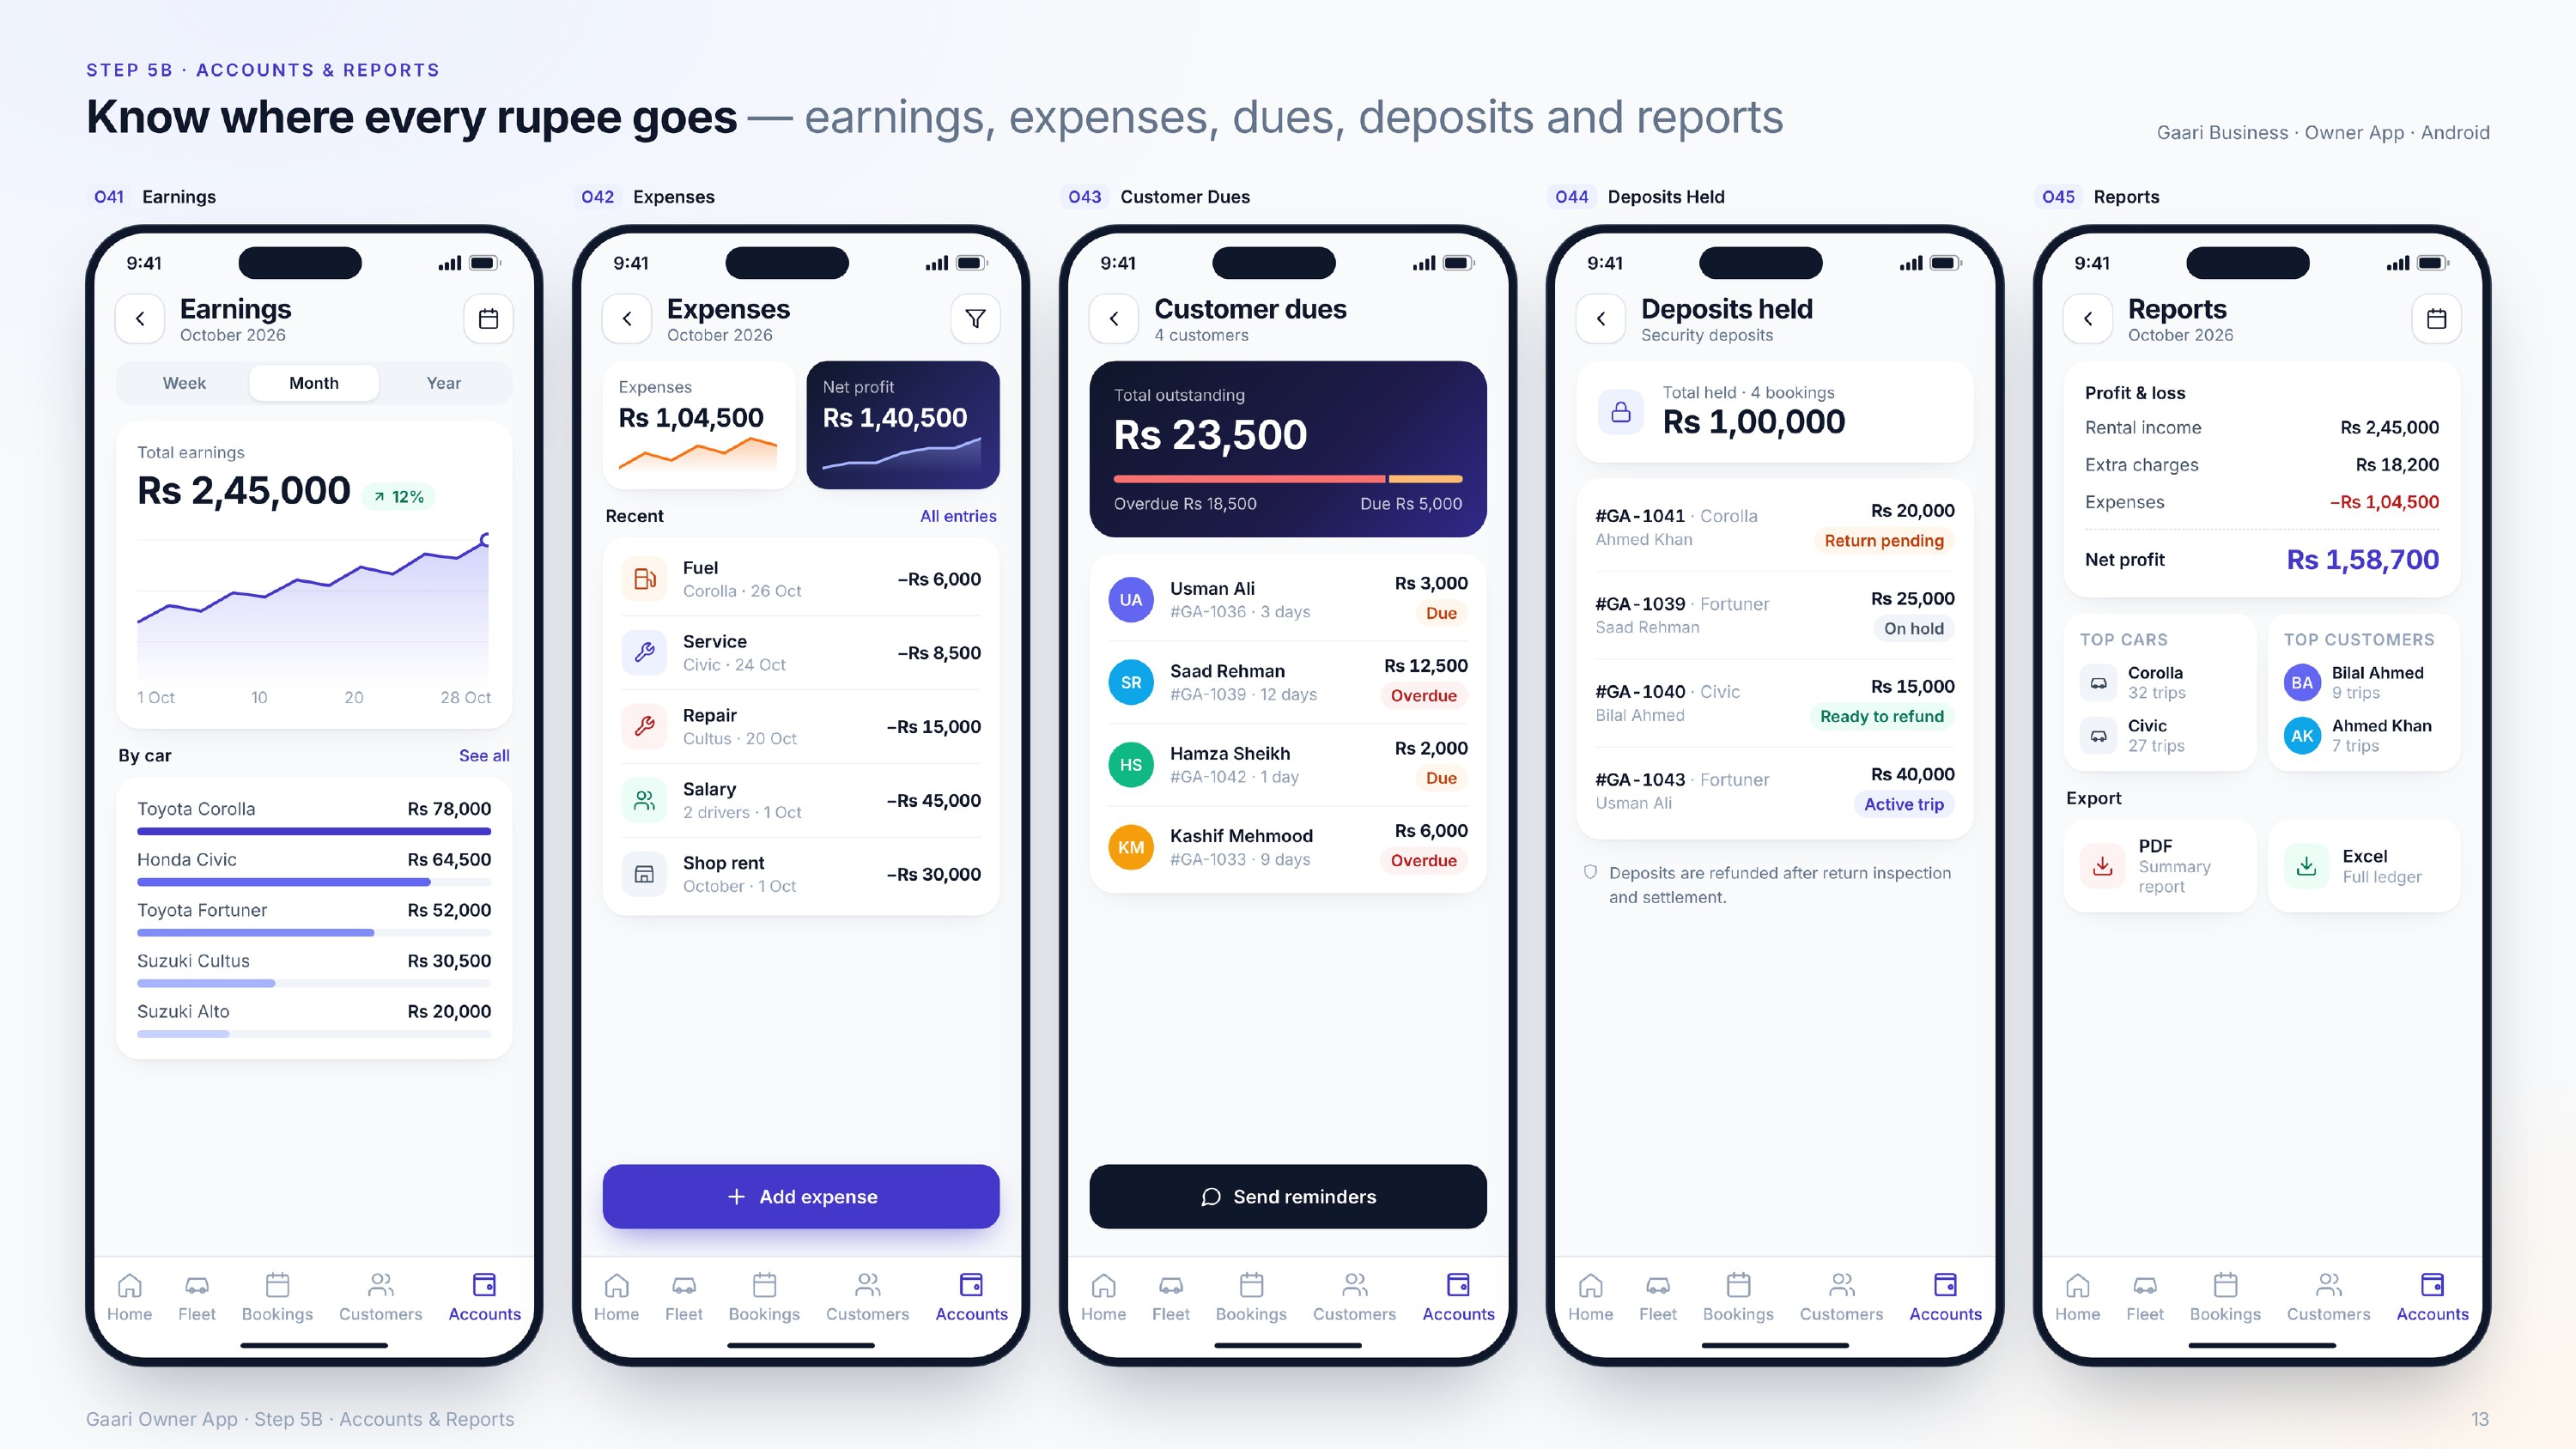 STEP 5B · ACCOUNTS & REPORTS
Know where every rupee goes — earnings, expenses, dues, deposits and reports
Gaari Business · Owner App · Android
O41 Earnings
9:41
Earnings
October 2026
Week Month Year
Total earnings
Rs 2,45,000 12%
1 Oct 10 20 28 Oct
By car See all
Toyota Corolla Rs 78,000
Honda Civic Rs 64,500
Toyota Fortuner Rs 52,000
Suzuki Cultus Rs 30,500
Suzuki Alto Rs 20,000
Home Fleet Bookings Customers Accounts
O42 Expenses
9:41
Expenses
October 2026
Expenses
Rs 1,04,500
Net profit
Rs 1,40,500
Recent All entries
Fuel
Corolla · 26 Oct
–Rs 6,000
Service
Civic · 24 Oct
–Rs 8,500
Repair
Cultus · 20 Oct
–Rs 15,000
Salary
2 drivers · 1 Oct
–Rs 45,000
Shop rent
October · 1 Oct
–Rs 30,000
Add expense
Home Fleet Bookings Customers Accounts
O43 Customer Dues
9:41
Customer dues
4 customers
Total outstanding
Rs 23,500
Overdue Rs 18,500 Due Rs 5,000
UA
Usman Ali
#GA-1036 · 3 days
Rs 3,000
Due
SR
Saad Rehman
#GA-1039 · 12 days
Rs 12,500
Overdue
HS
Hamza Sheikh
#GA-1042 · 1 day
Rs 2,000
Due
KM
Kashif Mehmood
#GA-1033 · 9 days
Rs 6,000
Overdue
Send reminders
Home Fleet Bookings Customers Accounts
O44 Deposits Held
9:41
Deposits held
Security deposits
Total held · 4 bookings
Rs 1,00,000
#GA-1041 · Corolla
Ahmed Khan
Rs 20,000
Return pending
#GA-1039 · Fortuner
Saad Rehman
Rs 25,000
On hold
#GA-1040 · Civic
Bilal Ahmed
Rs 15,000
Ready to refund
#GA-1043 · Fortuner
Usman Ali
Rs 40,000
Active trip
Deposits are refunded after return inspection
and settlement.
Home Fleet Bookings Customers Accounts
O45 Reports
9:41
Reports
October 2026
Profit & loss
Rental income Rs 2,45,000
Extra charges Rs 18,200
Expenses –Rs 1,04,500
Net profit Rs 1,58,700
TOP CARS
Corolla
32 trips
Civic
27 trips
TOP CUSTOMERS
BA
Bilal Ahmed
9 trips
AK
Ahmed Khan
7 trips
Export
PDF
Summary
report
Excel
Full ledger
Home Fleet Bookings Customers Accounts
Gaari Owner App · Step 5B · Accounts & Reports
13